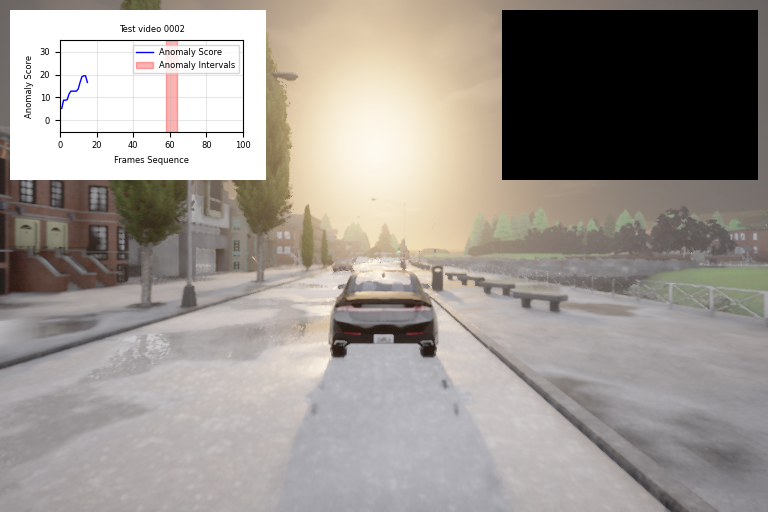 Test video 0002
Anomaly Score
Anomaly Intervals
30
20
10
0
Anomaly Score
0 20 40 60 80 100
Frames Sequence